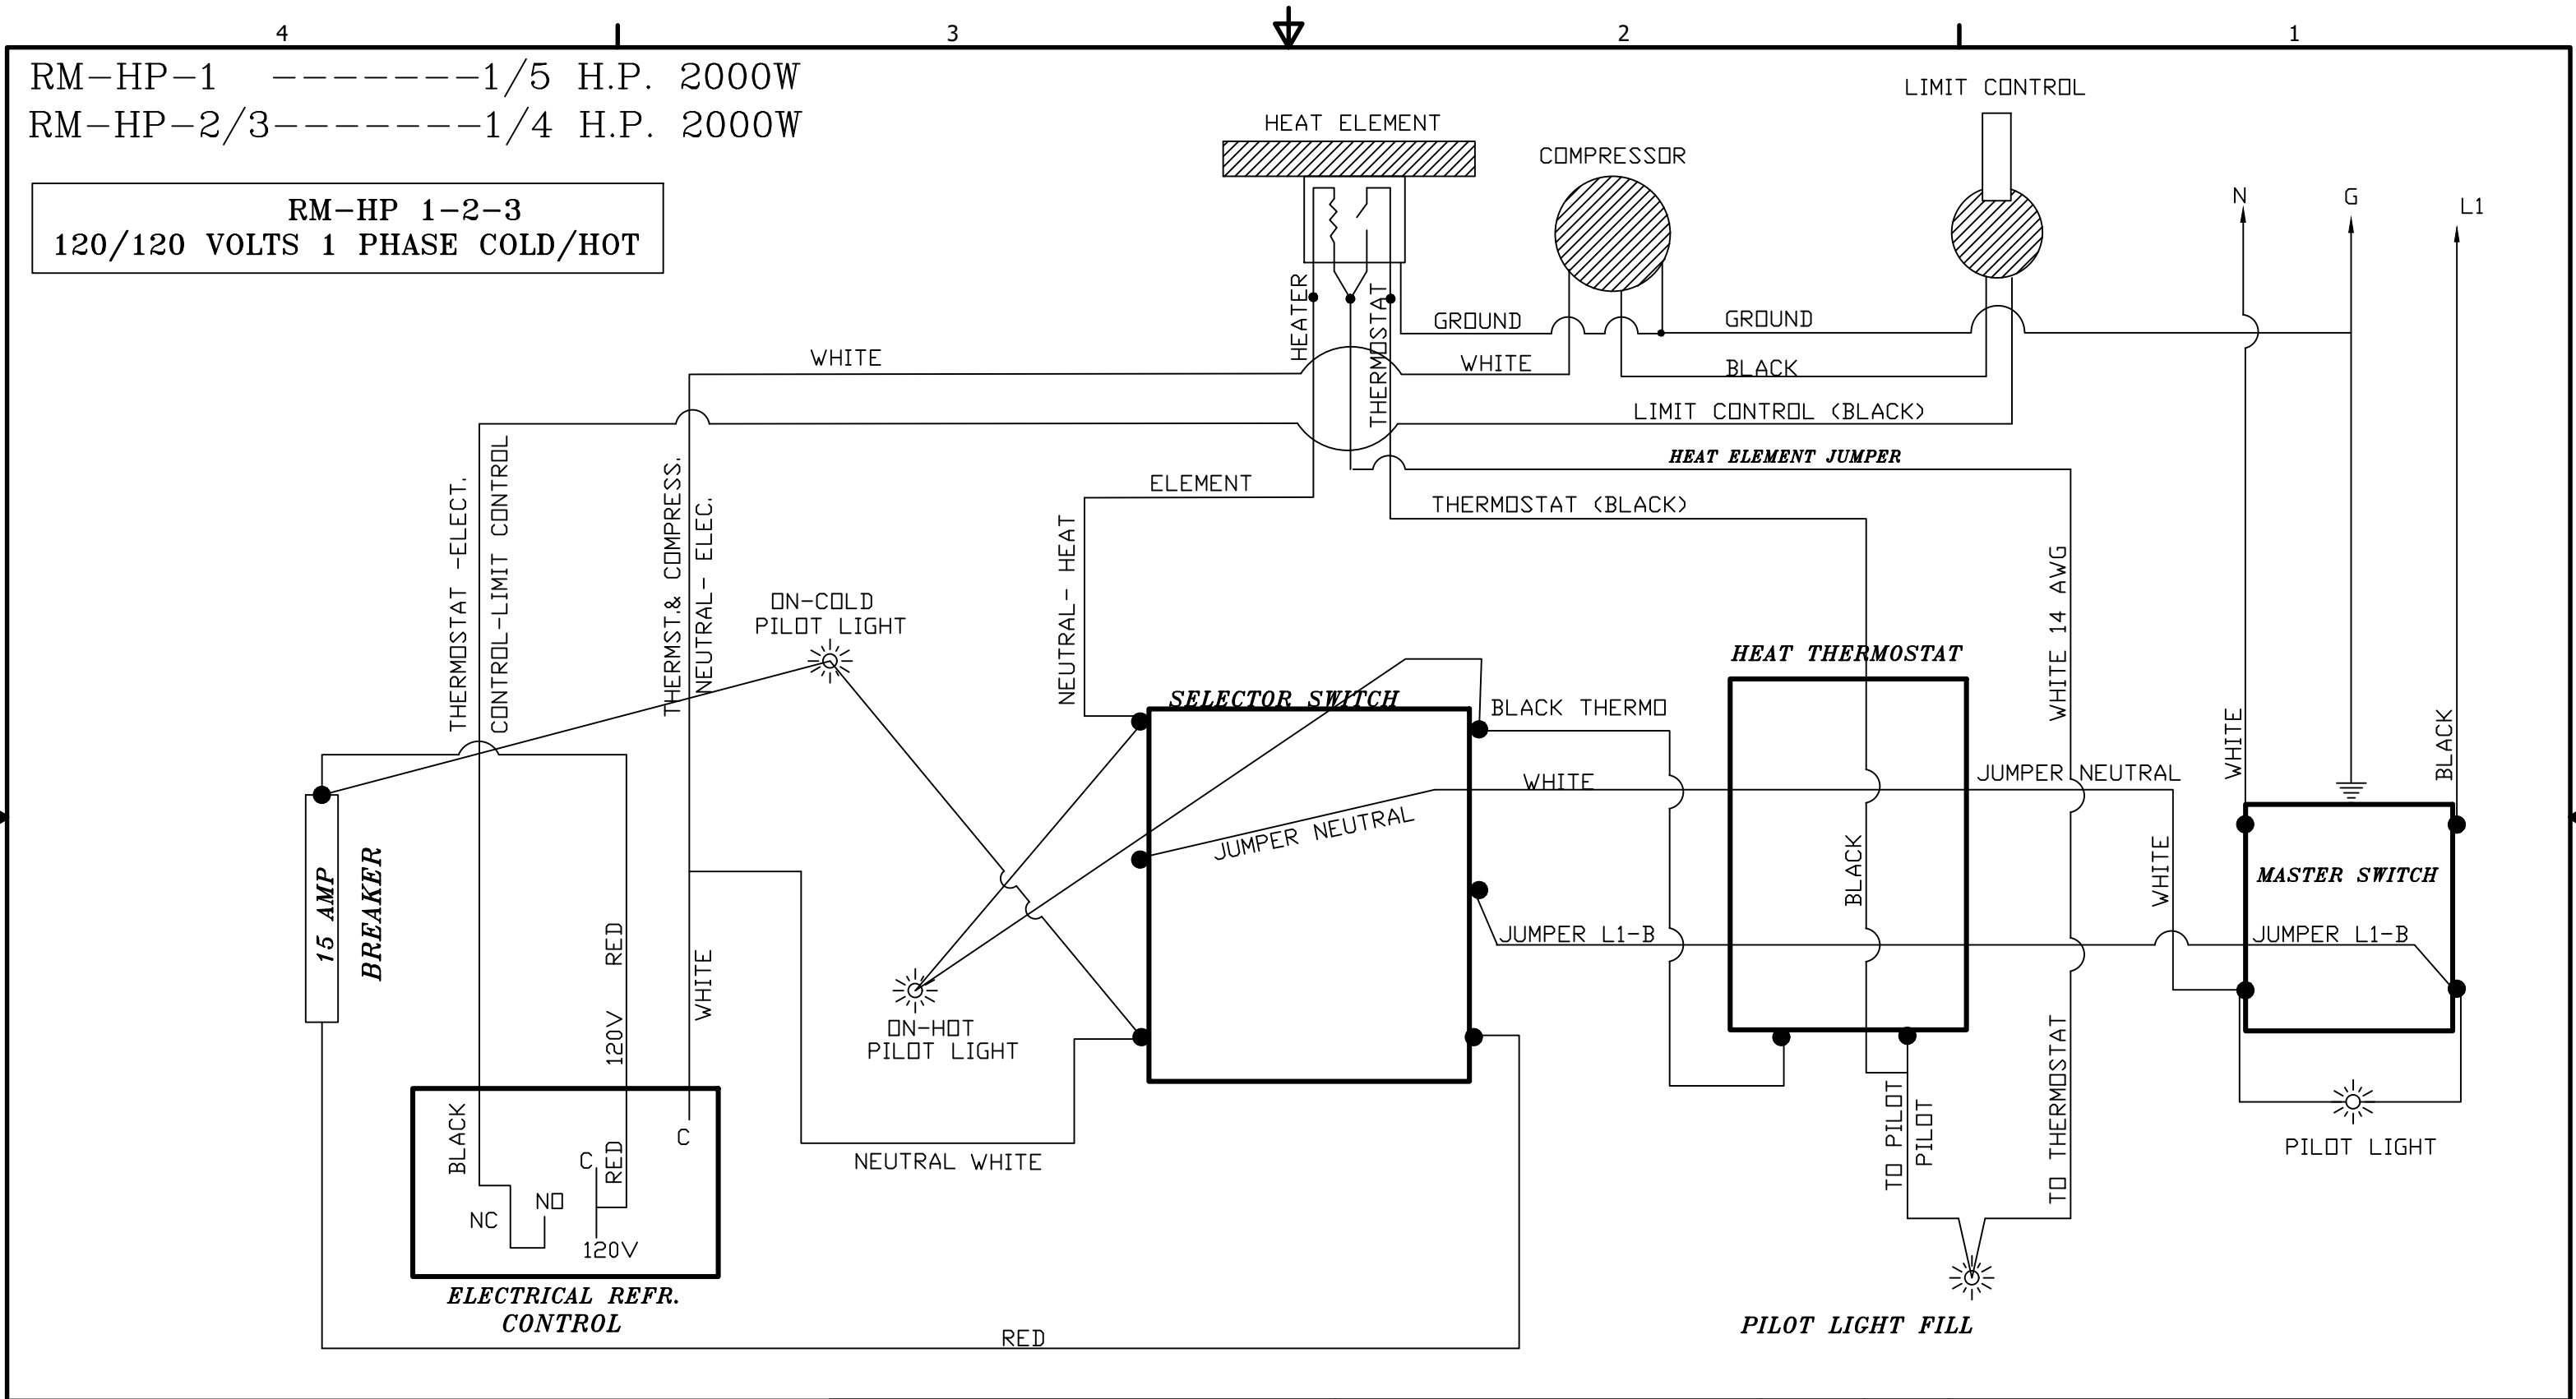 4
3
2
1
RM-HP-1 -------1/5 H.P. 2000W
RM-HP-2/3-------1/4 H.P. 2000W
RM-HP 1-2-3
120/120 VOLTS 1 PHASE COLD/HOT
HEAT ELEMENT
COMPRESSOR
LIMIT CONTROL
N
G
L1
HEATER
THERMOSTAT
GROUND
GROUND
WHITE
WHITE
BLACK
LIMIT CONTROL (BLACK)
HEAT ELEMENT JUMPER
ELEMENT
THERMOSTAT (BLACK)
THERMOSTAT -ELECT.
CONTROL-LIMIT CONTROL
THERMST.& COMPRESS.
NEUTRAL- ELEC.
NEUTRAL- HEAT
WHITE 14 AWG
ON-COLD
PILOT LIGHT
SELECTOR SWITCH
BLACK THERMO
HEAT THERMOSTAT
WHITE
BLACK
WHITE
JUMPER NEUTRAL
JUMPER NEUTRAL
15 AMP
BREAKER
BLACK
WHITE
MASTER SWITCH
120V RED
WHITE
JUMPER L1-B
JUMPER L1-B
ON-HOT
PILOT LIGHT
BLACK
C
RED
C
NO
NC
120V
NEUTRAL WHITE
TO PILOT
PILOT
TO THERMOSTAT
PILOT LIGHT
ELECTRICAL REFR.
CONTROL
RED
PILOT LIGHT FILL